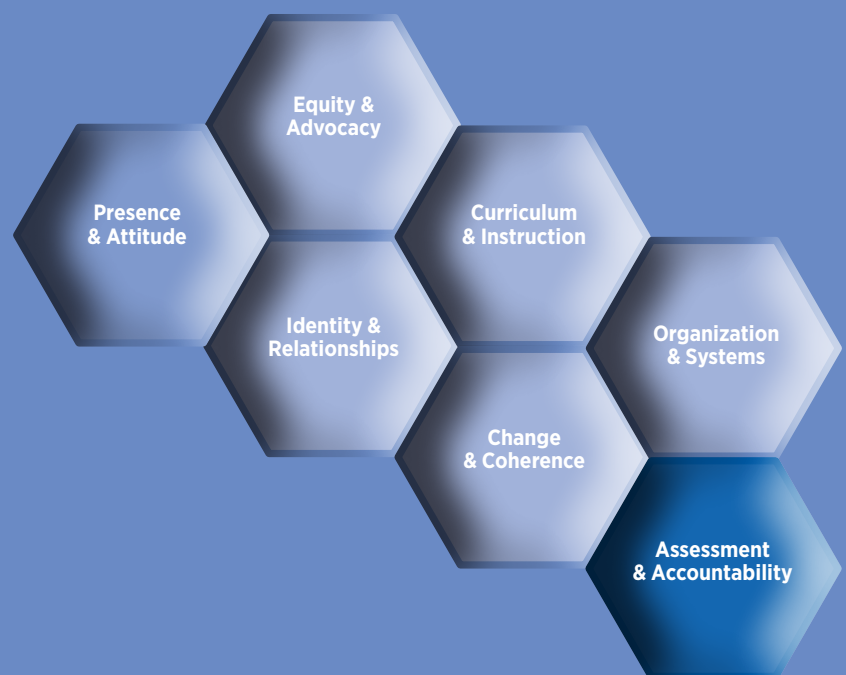 Equity &
Advocacy
Presence
& Attitude
Curriculum
& Instruction
Identity &
Relationships
Organization
& Systems
Change
& Coherence
Assessment
& Accountability